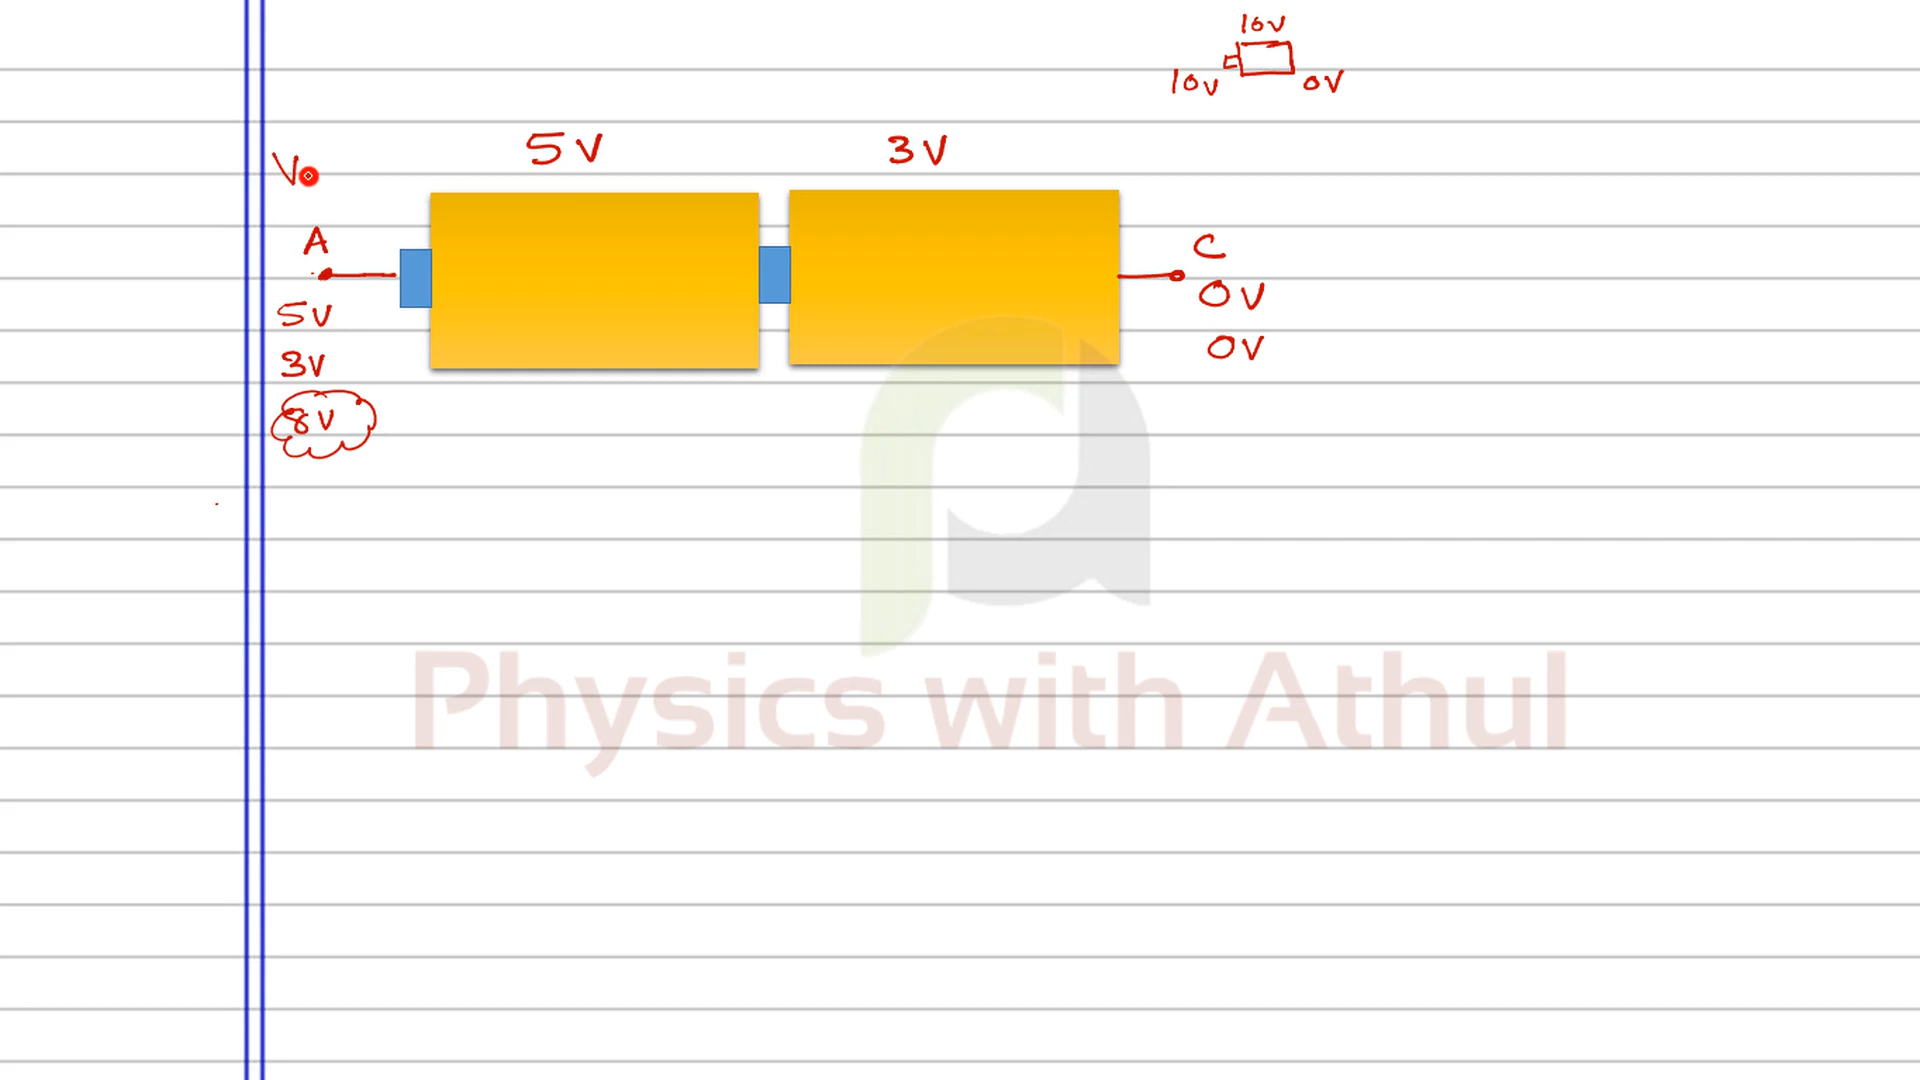 10V
10V 0V
5V 3V
V
A C
5V 0V
3V 0V
8V
Physics with Athul